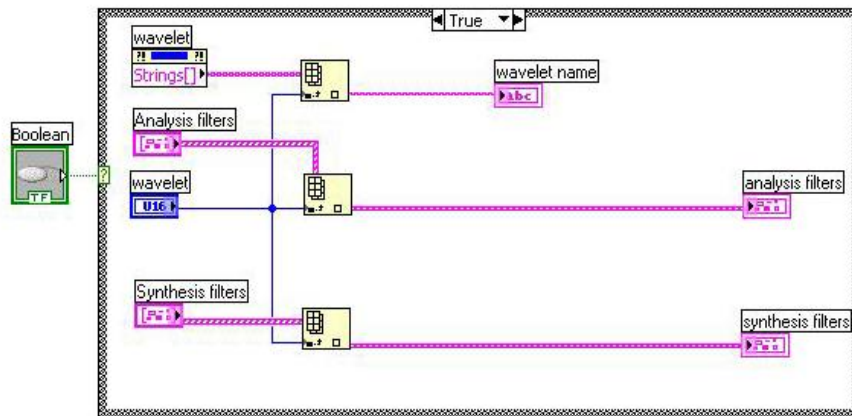 True
wavelet
?! ?!
Strings[]
wavelet name
abc
Analysis filters
Boolean
TF
?
wavelet
U16
analysis filters
Synthesis filters
synthesis filters